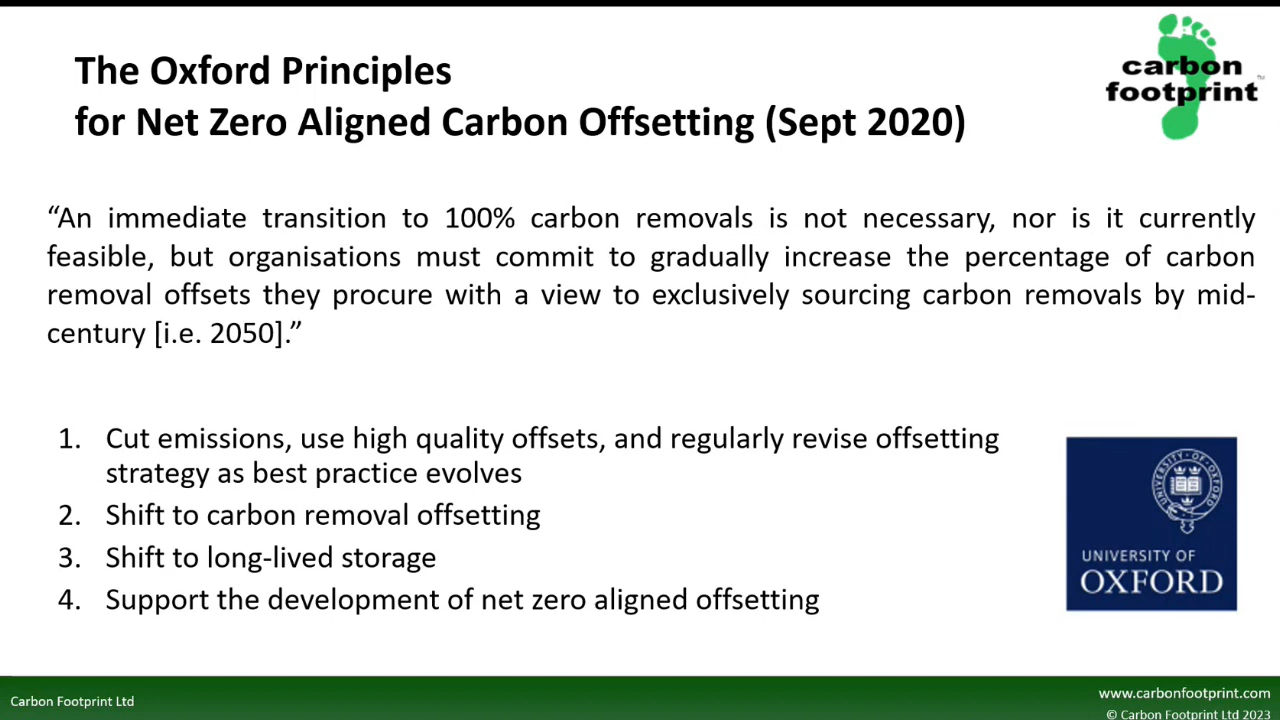 The Oxford Principles
for Net Zero Aligned Carbon Offsetting (Sept 2020)
carbon
footprint™
“An immediate transition to 100% carbon removals is not necessary, nor is it currently
feasible, but organisations must commit to gradually increase the percentage of carbon
removal offsets they procure with a view to exclusively sourcing carbon removals by mid-
century [i.e. 2050].”
1. Cut emissions, use high quality offsets, and regularly revise offsetting
strategy as best practice evolves
2. Shift to carbon removal offsetting
3. Shift to long-lived storage
4. Support the development of net zero aligned offsetting
UNIVERSITY·OF·OXFORD
UNIVERSITY OF
OXFORD
Carbon Footprint Ltd
www.carbonfootprint.com
© Carbon Footprint Ltd 2023